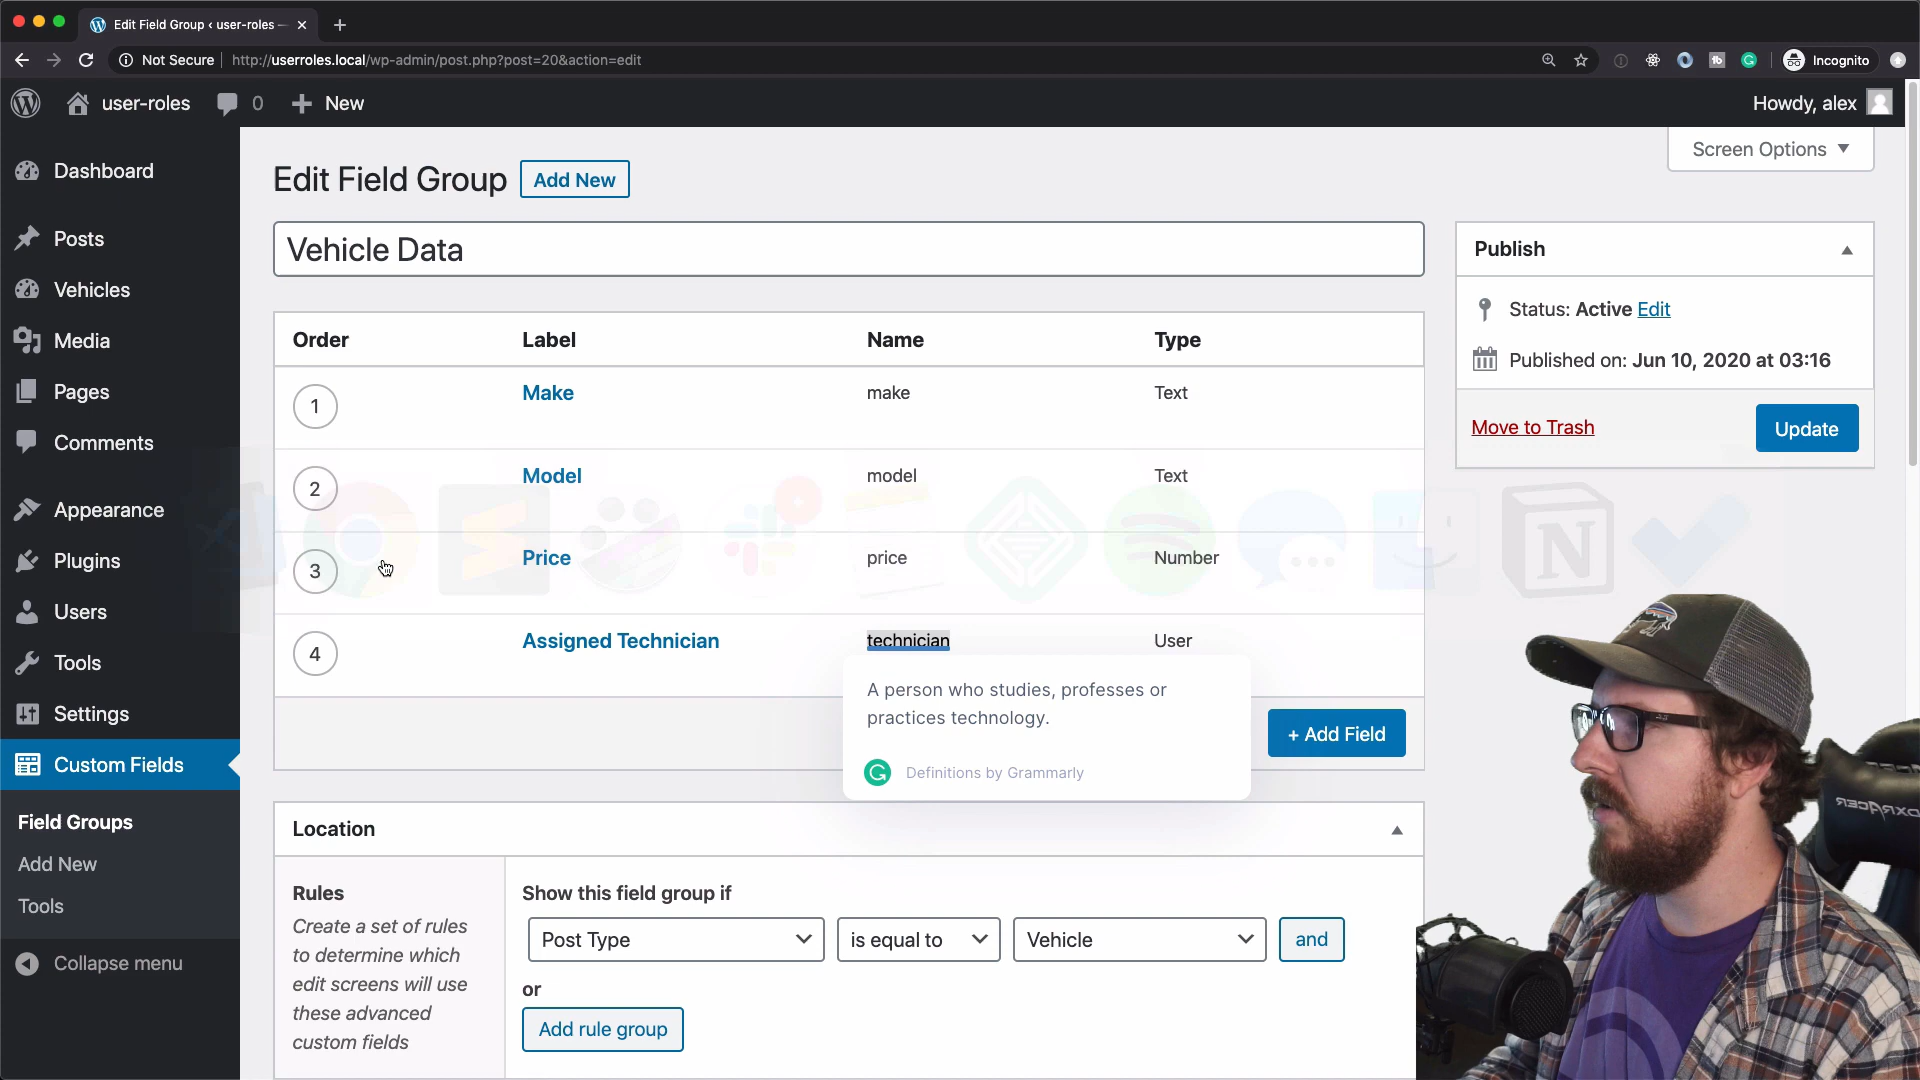 Edit Field Group ‹ user-roles —
Not Secure
http://userroles.local/wp-admin/post.php?post=20&action=edit
Incognito
user-roles
0
New
Howdy, alex
Screen Options
Dashboard
Posts
Vehicles
Media
Pages
Comments
Appearance
Plugins
Users
Tools
Settings
Custom Fields
Field Groups
Add New
Tools
Collapse menu
Edit Field Group
Add New
Vehicle Data
Order
Label
Name
Type
1
Make
make
Text
2
Model
model
Text
3
Price
price
Number
4
Assigned Technician
technician
User
A person who studies, professes or
practices technology.
Definitions by Grammarly
+ Add Field
Location
Rules
Create a set of rules
to determine which
edit screens will use
these advanced
custom fields
Show this field group if
Post Type
is equal to
Vehicle
and
or
Add rule group
Publish
Status: Active Edit
Published on: Jun 10, 2020 at 03:16
Move to Trash
Update
DXRACER